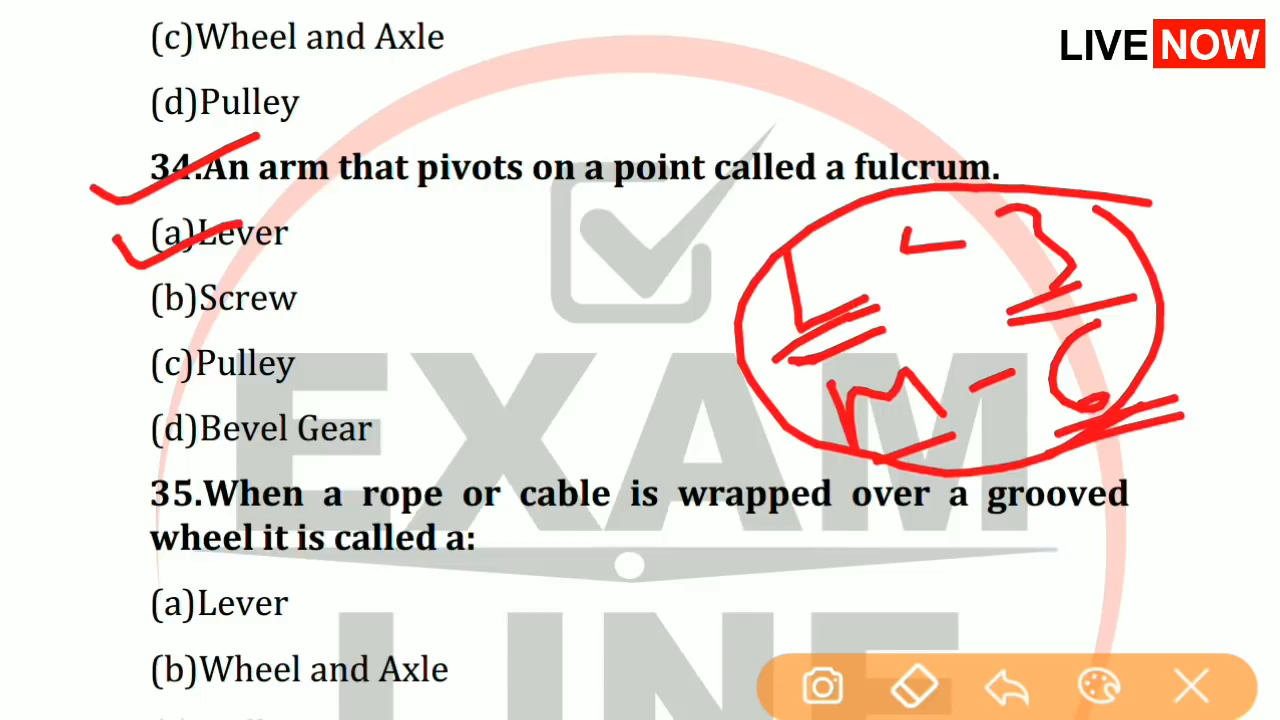 (c)Wheel and Axle
LIVE NOW
(d)Pulley
34.An arm that pivots on a point called a fulcrum.
(a)Lever
(b)Screw
(c)Pulley
(d)Bevel Gear
EXAM
35.When a rope or cable is wrapped over a grooved
wheel it is called a:
(a)Lever
LINE
(b)Wheel and Axle